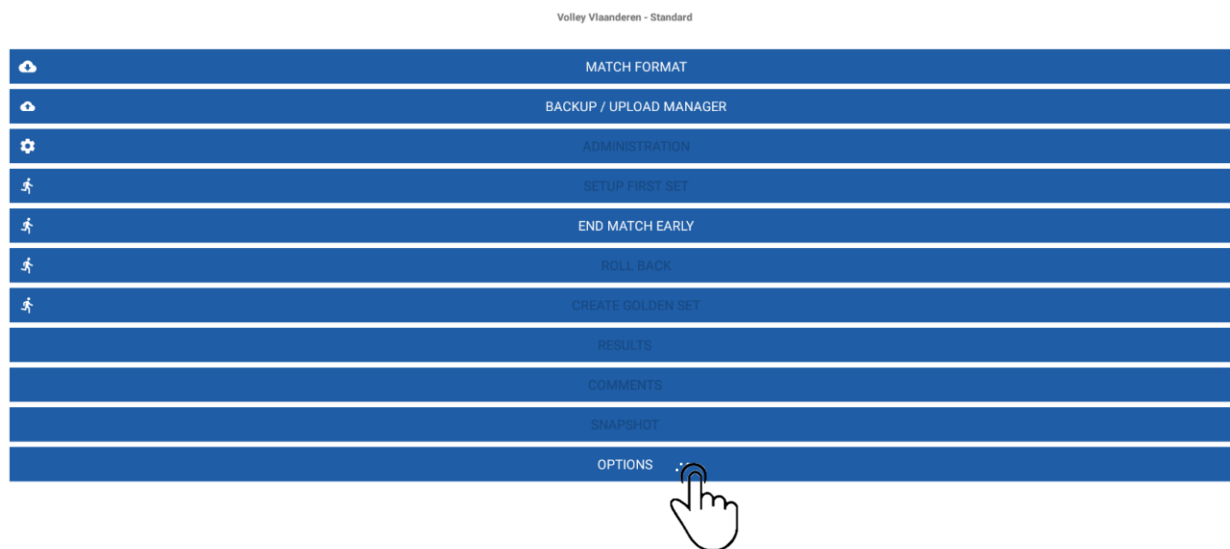 Volley Vlaanderen - Standard
MATCH FORMAT
BACKUP / UPLOAD MANAGER
ADMINISTRATION
SETUP FIRST SET
END MATCH EARLY
ROLL BACK
CREATE GOLDEN SET
RESULTS
COMMENTS
SNAPSHOT
OPTIONS